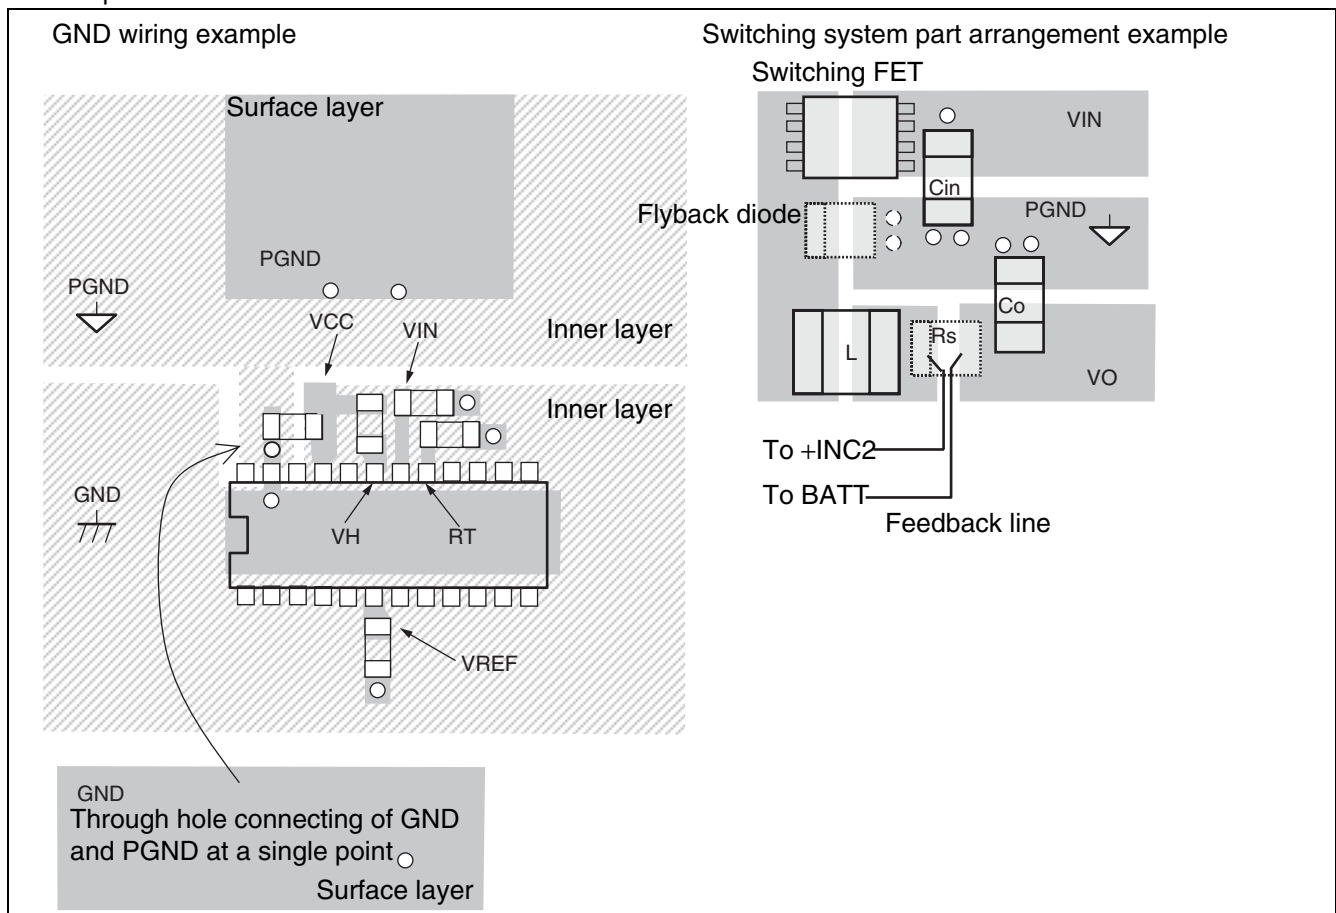 GND wiring example
Surface layer
PGND
PGND
VCC
VIN
Inner layer
Inner layer
GND
VH
RT
VREF
GND
Through hole connecting of GND
and PGND at a single point
Surface layer
Switching system part arrangement example
Switching FET
VIN
Cin
Flyback diode
PGND
Co
Rs
L
VO
To +INC2
To BATT
Feedback line